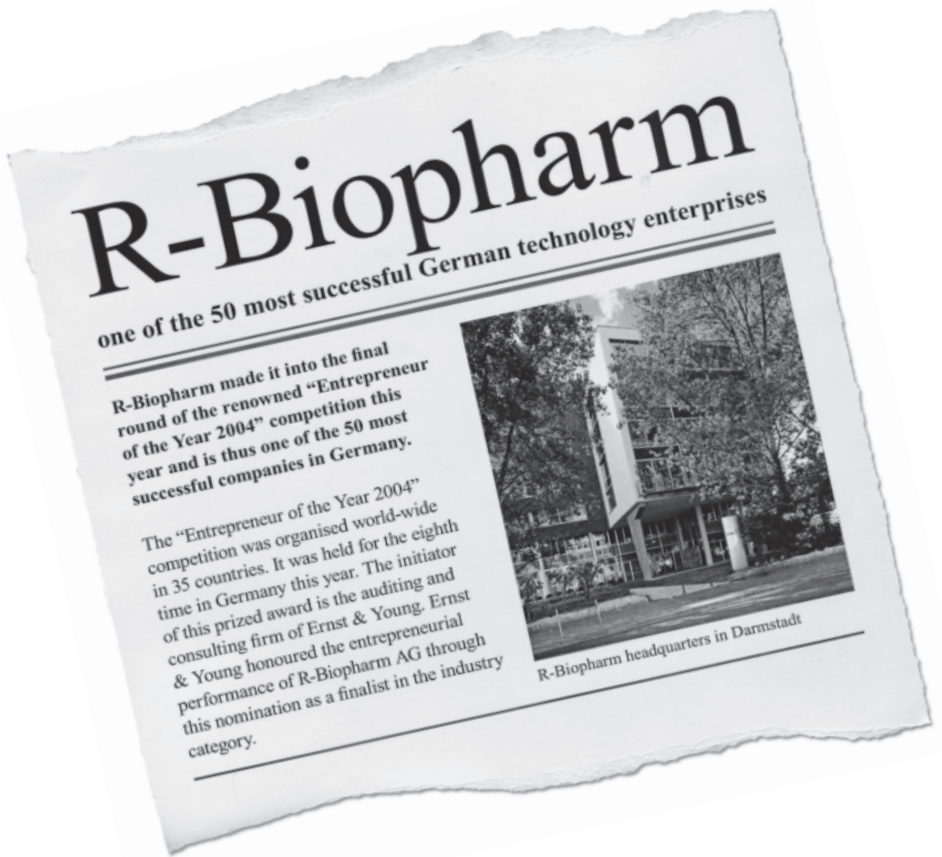 R-Biopharm
one of the 50 most successful German technology enterprises
R-Biopharm made it into the final
round of the renowned “Entrepreneur
of the Year 2004” competition this
year and is thus one of the 50 most
successful companies in Germany.
The “Entrepreneur of the Year 2004”
competition was organised world-wide
in 35 countries. It was held for the eighth
time in Germany this year. The initiator
of this prized award is the auditing and
consulting firm of Ernst & Young. Ernst
& Young honoured the entrepreneurial
performance of R-Biopharm AG through
this nomination as a finalist in the industry
category.
R-Biopharm headquarters in Darmstadt